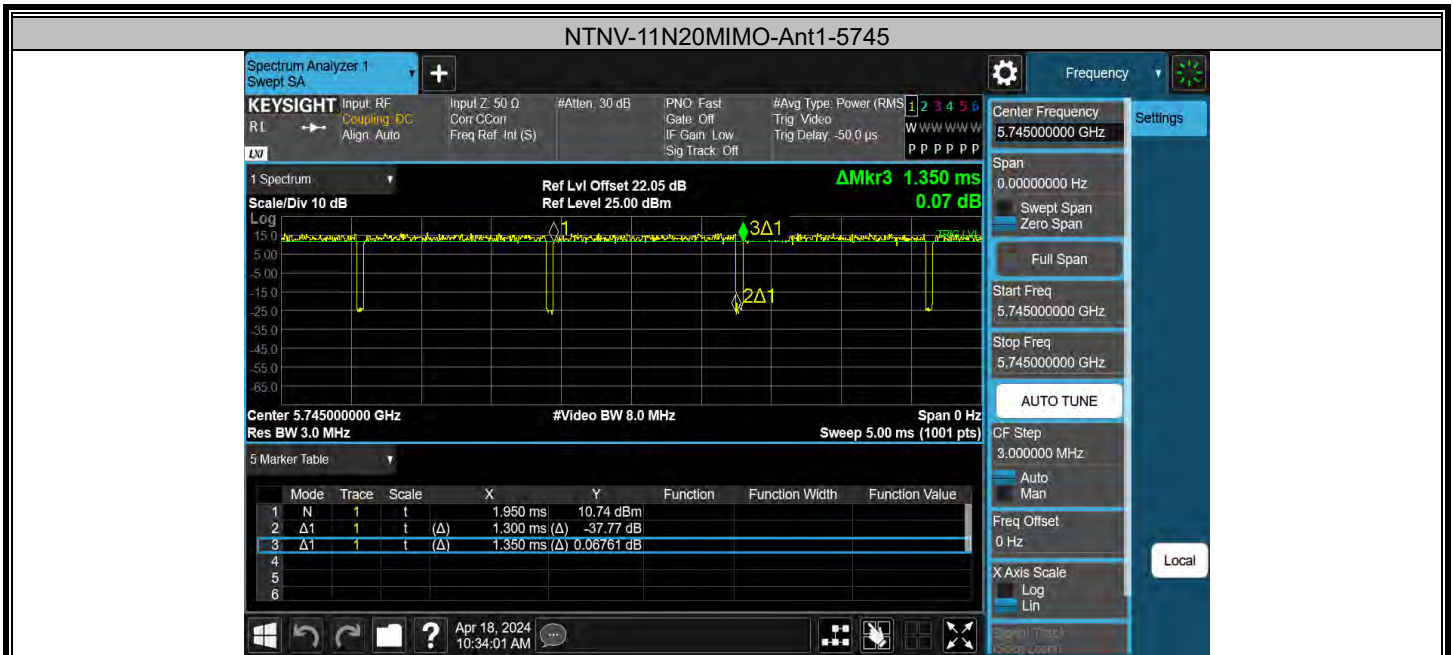 NTNV-11N20MIMO-Ant1-5745
Spectrum Analyzer 1
Swept SA
Frequency
KEYSIGHT
RL
LXI
Input: RF
Coupling: DC
Align: Auto
Input Z: 50 Ω
Corr CCorr
Freq Ref: Int (S)
#Atten: 30 dB
PNO: Fast
Gate: Off
IF Gain: Low
Sig Track: Off
#Avg Type: Power (RMS
Trig: Video
Trig Delay: -50.0 µs
1 2 3 4 5 6
W W W W W W
P P P P P P
1 Spectrum
Scale/Div 10 dB
Ref Lvl Offset 22.05 dB
Ref Level 25.00 dBm
ΔMkr3 1.350 ms
0.07 dB
Log
15.0
5.00
-5.00
-15.0
-25.0
-35.0
-45.0
-55.0
-65.0
1
3Δ1
2Δ1
TRIG LVL
Center 5.745000000 GHz
Res BW 3.0 MHz
#Video BW 8.0 MHz
Span 0 Hz
Sweep 5.00 ms (1001 pts)
5 Marker Table
Mode Trace Scale X Y Function Function Width Function Value
1 N 1 t 1.950 ms 10.74 dBm
2 Δ1 1 t (Δ) 1.300 ms (Δ) -37.77 dB
3 Δ1 1 t (Δ) 1.350 ms (Δ) 0.06761 dB
4
5
6
Apr 18, 2024
10:34:01 AM
Center Frequency
5.745000000 GHz
Settings
Span
0.00000000 Hz
Swept Span
Zero Span
Full Span
Start Freq
5.745000000 GHz
Stop Freq
5.745000000 GHz
AUTO TUNE
CF Step
3.000000 MHz
Auto
Man
Freq Offset
0 Hz
X Axis Scale
Log
Lin
Local
Signal Track
(Span Zoom)